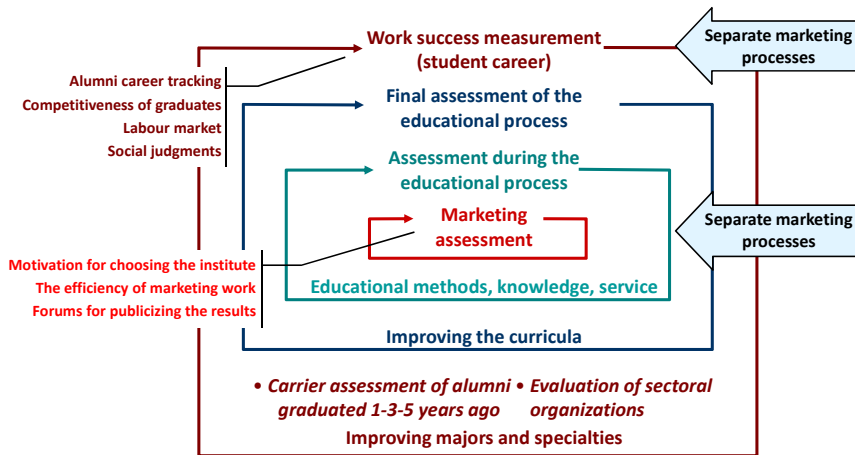 Work success measurement
(student career)
Separate marketing
processes
Alumni career tracking
Competitiveness of graduates
Labour market
Social judgments
Final assessment of the
educational process
Assessment during the
educational process
Marketing
assessment
Separate marketing
processes
Motivation for choosing the institute
The efficiency of marketing work
Forums for publicizing the results
Educational methods, knowledge, service
Improving the curricula
• Carrier assessment of alumni
graduated 1-3-5 years ago
• Evaluation of sectoral
organizations
Improving majors and specialties